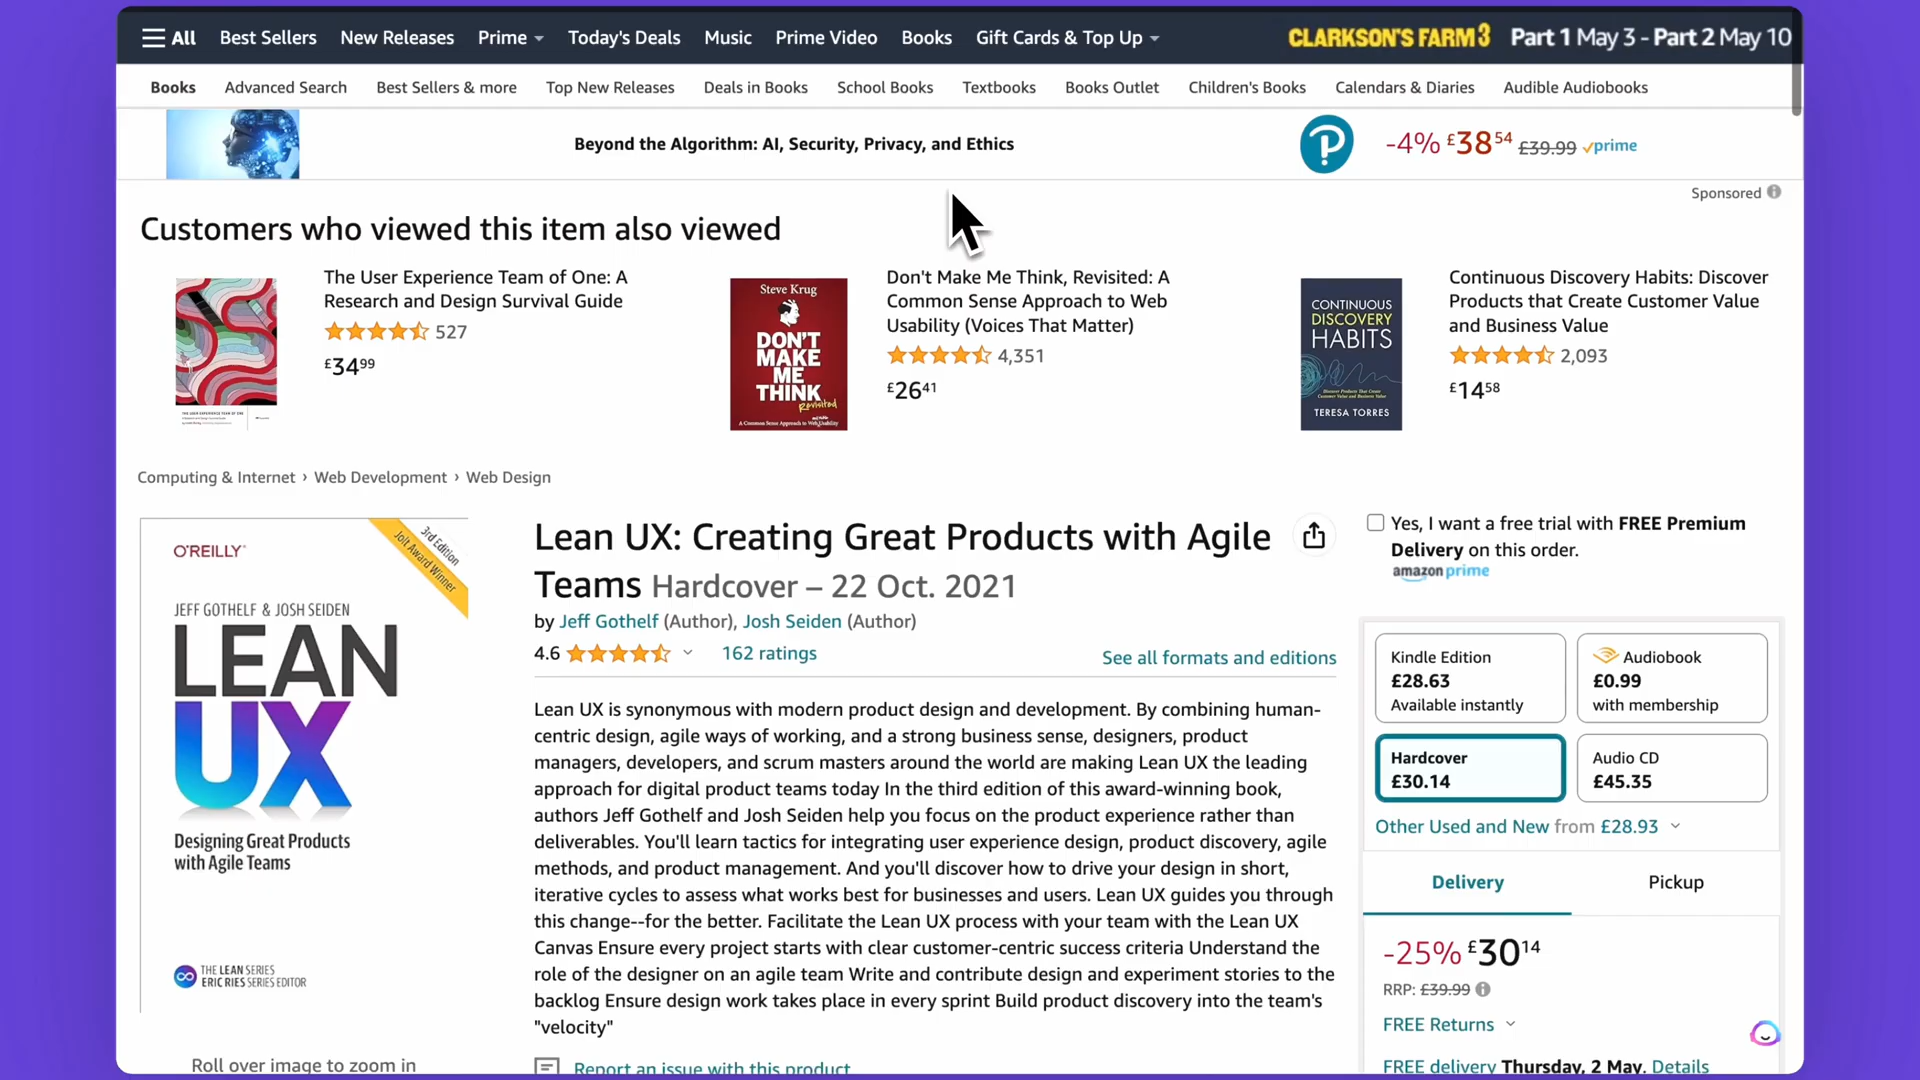 All Best Sellers New Releases Prime Today's Deals Music Prime Video Books Gift Cards & Top Up CLARKSON'S FARM 3 Part 1 May 3 - Part 2 May 10
Books Advanced Search Best Sellers & more Top New Releases Deals in Books School Books Textbooks Books Outlet Children's Books Calendars & Diaries Audible Audiobooks
Beyond the Algorithm: AI, Security, Privacy, and Ethics
P -4% £38 54 £39.99 prime
Sponsored
Customers who viewed this item also viewed
The User Experience Team of One: A
Research and Design Survival Guide
527
£34 99
Steve Krug
DON'T
MAKE
ME
THINK
Revisited
A Common Sense Approach to Web Usability
Don't Make Me Think, Revisited: A
Common Sense Approach to Web
Usability (Voices That Matter)
4,351
£26 41
CONTINUOUS
DISCOVERY
HABITS
Discover Products that Create
Customer Value and Business Value
TERESA TORRES
Continuous Discovery Habits: Discover
Products that Create Customer Value
and Business Value
2,093
£14 58
Computing & Internet › Web Development › Web Design
O'REILLY
3rd Edition
Jolt Award Winner
JEFF GOTHELF & JOSH SEIDEN
LEAN
UX
Designing Great Products
with Agile Teams
THE LEAN SERIES
ERIC RIES SERIES EDITOR
Roll over image to zoom in
Lean UX: Creating Great Products with Agile
Teams Hardcover – 22 Oct. 2021
by Jeff Gothelf (Author), Josh Seiden (Author)
4.6 162 ratings
See all formats and editions
Lean UX is synonymous with modern product design and development. By combining human-
centric design, agile ways of working, and a strong business sense, designers, product
managers, developers, and scrum masters around the world are making Lean UX the leading
approach for digital product teams today In the third edition of this award-winning book,
authors Jeff Gothelf and Josh Seiden help you focus on the product experience rather than
deliverables. You'll learn tactics for integrating user experience design, product discovery, agile
methods, and product management. And you'll discover how to drive your design in short,
iterative cycles to assess what works best for businesses and users. Lean UX guides you through
this change--for the better. Facilitate the Lean UX process with your team with the Lean UX
Canvas Ensure every project starts with clear customer-centric success criteria Understand the
role of the designer on an agile team Write and contribute design and experiment stories to the
backlog Ensure design work takes place in every sprint Build product discovery into the team's
"velocity"
Report an issue with this product
Yes, I want a free trial with FREE Premium
Delivery on this order.
amazon prime
Kindle Edition
£28.63
Available instantly
Audiobook
£0.99
with membership
Hardcover
£30.14
Audio CD
£45.35
Other Used and New from £28.93
Delivery Pickup
-25% £30 14
RRP: £39.99
FREE Returns
FREE delivery Thursday, 2 May. Details